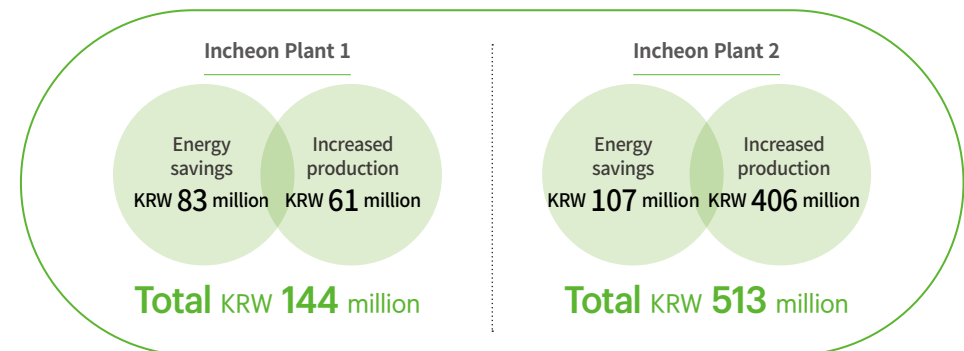 Incheon Plant 1
Energy
savings
KRW 83 million
Increased
production
KRW 61 million
Total KRW 144 million
Incheon Plant 2
Energy
savings
KRW 107 million
Increased
production
KRW 406 million
Total KRW 513 million